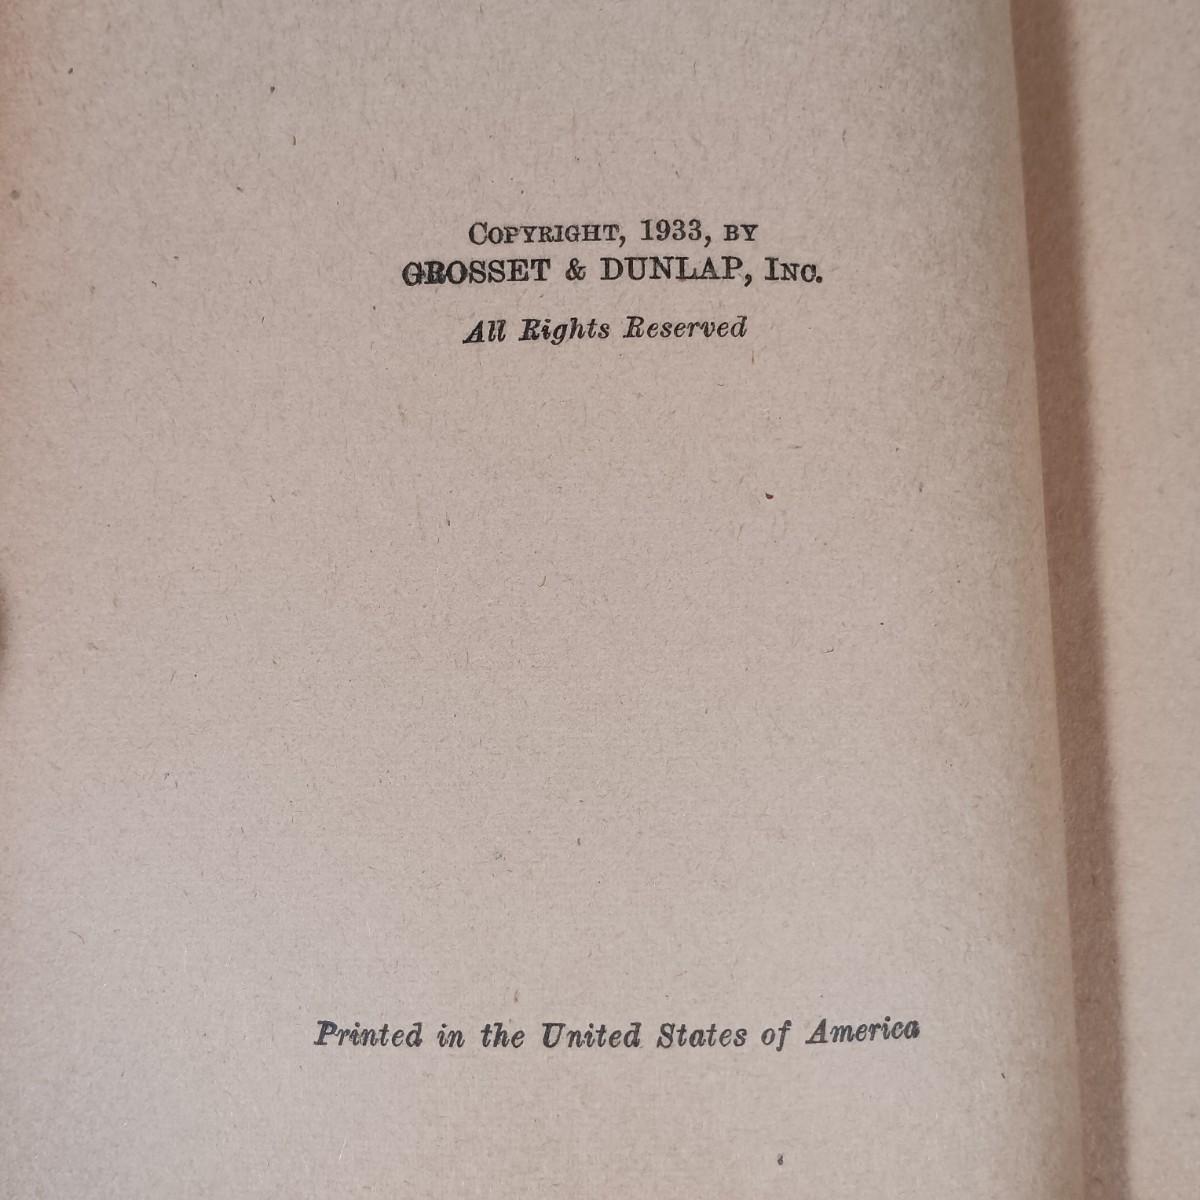 COPYRIGHT, 1933, BY
GROSSET & DUNLAP, INC.
All Rights Reserved
Printed in the United States of America